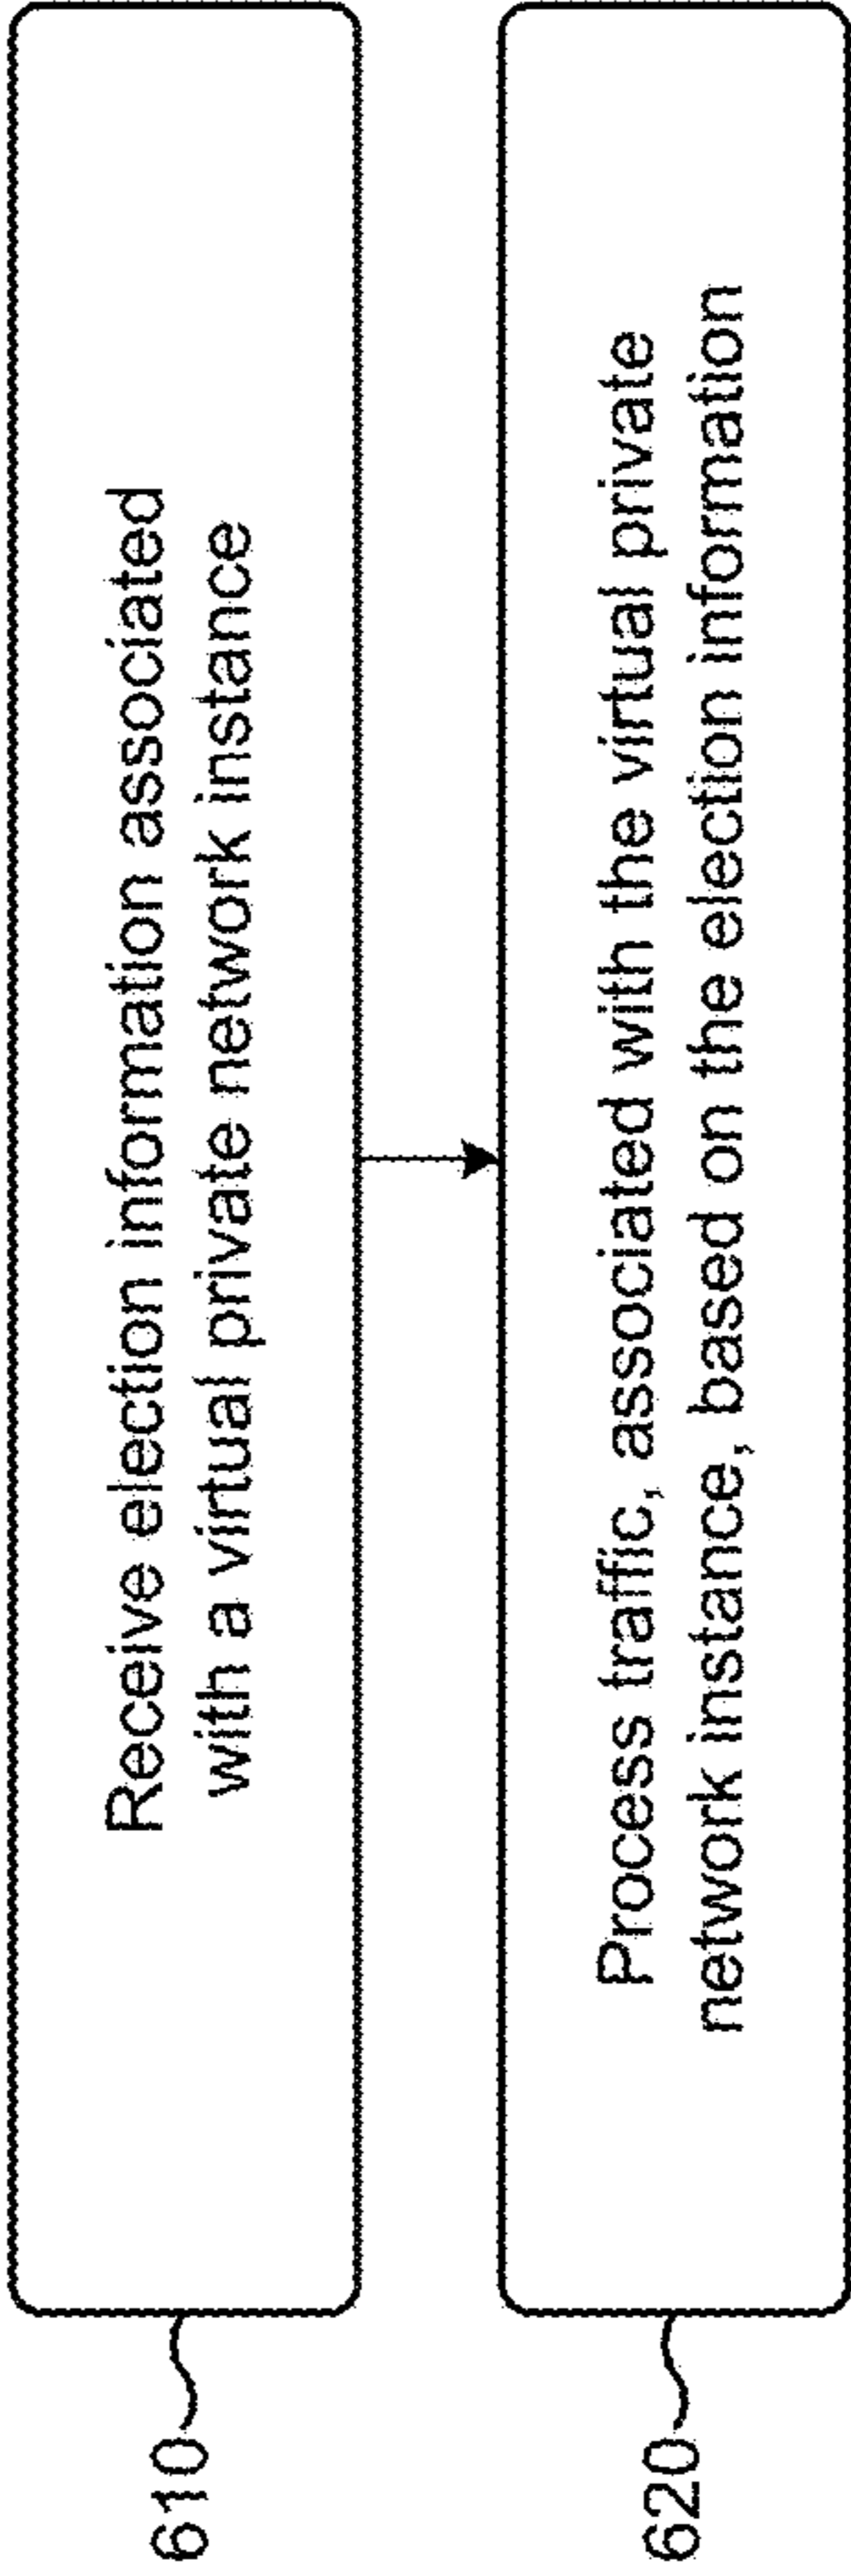 610
Receive election information associated
with a virtual private network instance
620
Process traffic, associated with the virtual private
network instance, based on the election information